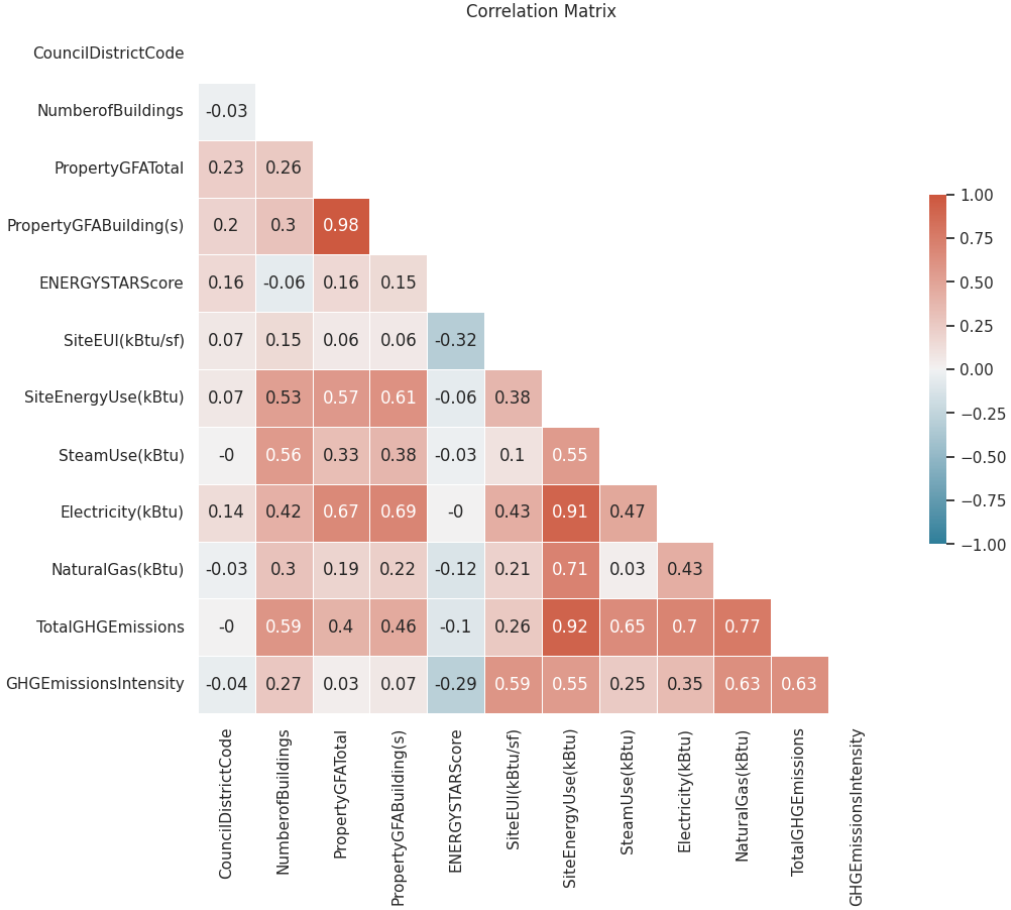 Correlation Matrix
CouncilDistrictCode
NumberofBuildings -0.03
PropertyGFATotal 0.23 0.26
PropertyGFABuilding(s) 0.2 0.3 0.98
ENERGYSTARScore 0.16 -0.06 0.16 0.15
SiteEUI(kBtu/sf) 0.07 0.15 0.06 0.06 -0.32
SiteEnergyUse(kBtu) 0.07 0.53 0.57 0.61 -0.06 0.38
SteamUse(kBtu) -0 0.56 0.33 0.38 -0.03 0.1 0.55
Electricity(kBtu) 0.14 0.42 0.67 0.69 -0 0.43 0.91 0.47
NaturalGas(kBtu) -0.03 0.3 0.19 0.22 -0.12 0.21 0.71 0.03 0.43
TotalGHGEmissions -0 0.59 0.4 0.46 -0.1 0.26 0.92 0.65 0.7 0.77
GHGEmissionsIntensity -0.04 0.27 0.03 0.07 -0.29 0.59 0.55 0.25 0.35 0.63 0.63
CouncilDistrictCode
NumberofBuildings
PropertyGFATotal
PropertyGFABuilding(s)
ENERGYSTARScore
SiteEUI(kBtu/sf)
SiteEnergyUse(kBtu)
SteamUse(kBtu)
Electricity(kBtu)
NaturalGas(kBtu)
TotalGHGEmissions
GHGEmissionsIntensity
1.00
0.75
0.50
0.25
0.00
−0.25
−0.50
−0.75
−1.00